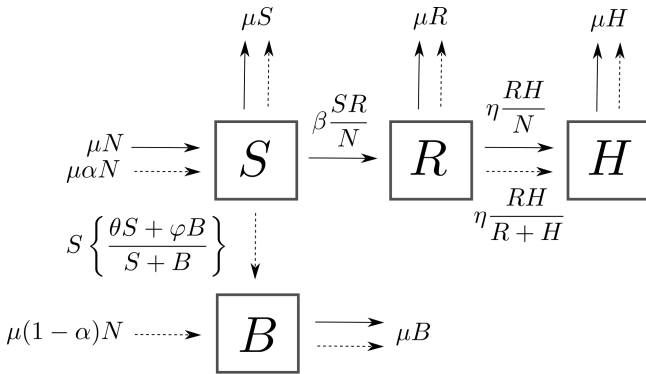 μS
μR
μH
β SR/N
η RH/N
μN
μαN
S
R
H
η RH/(R + H)
S { (θS + φB)/(S + B) }
μ(1 − α)N
B
μB